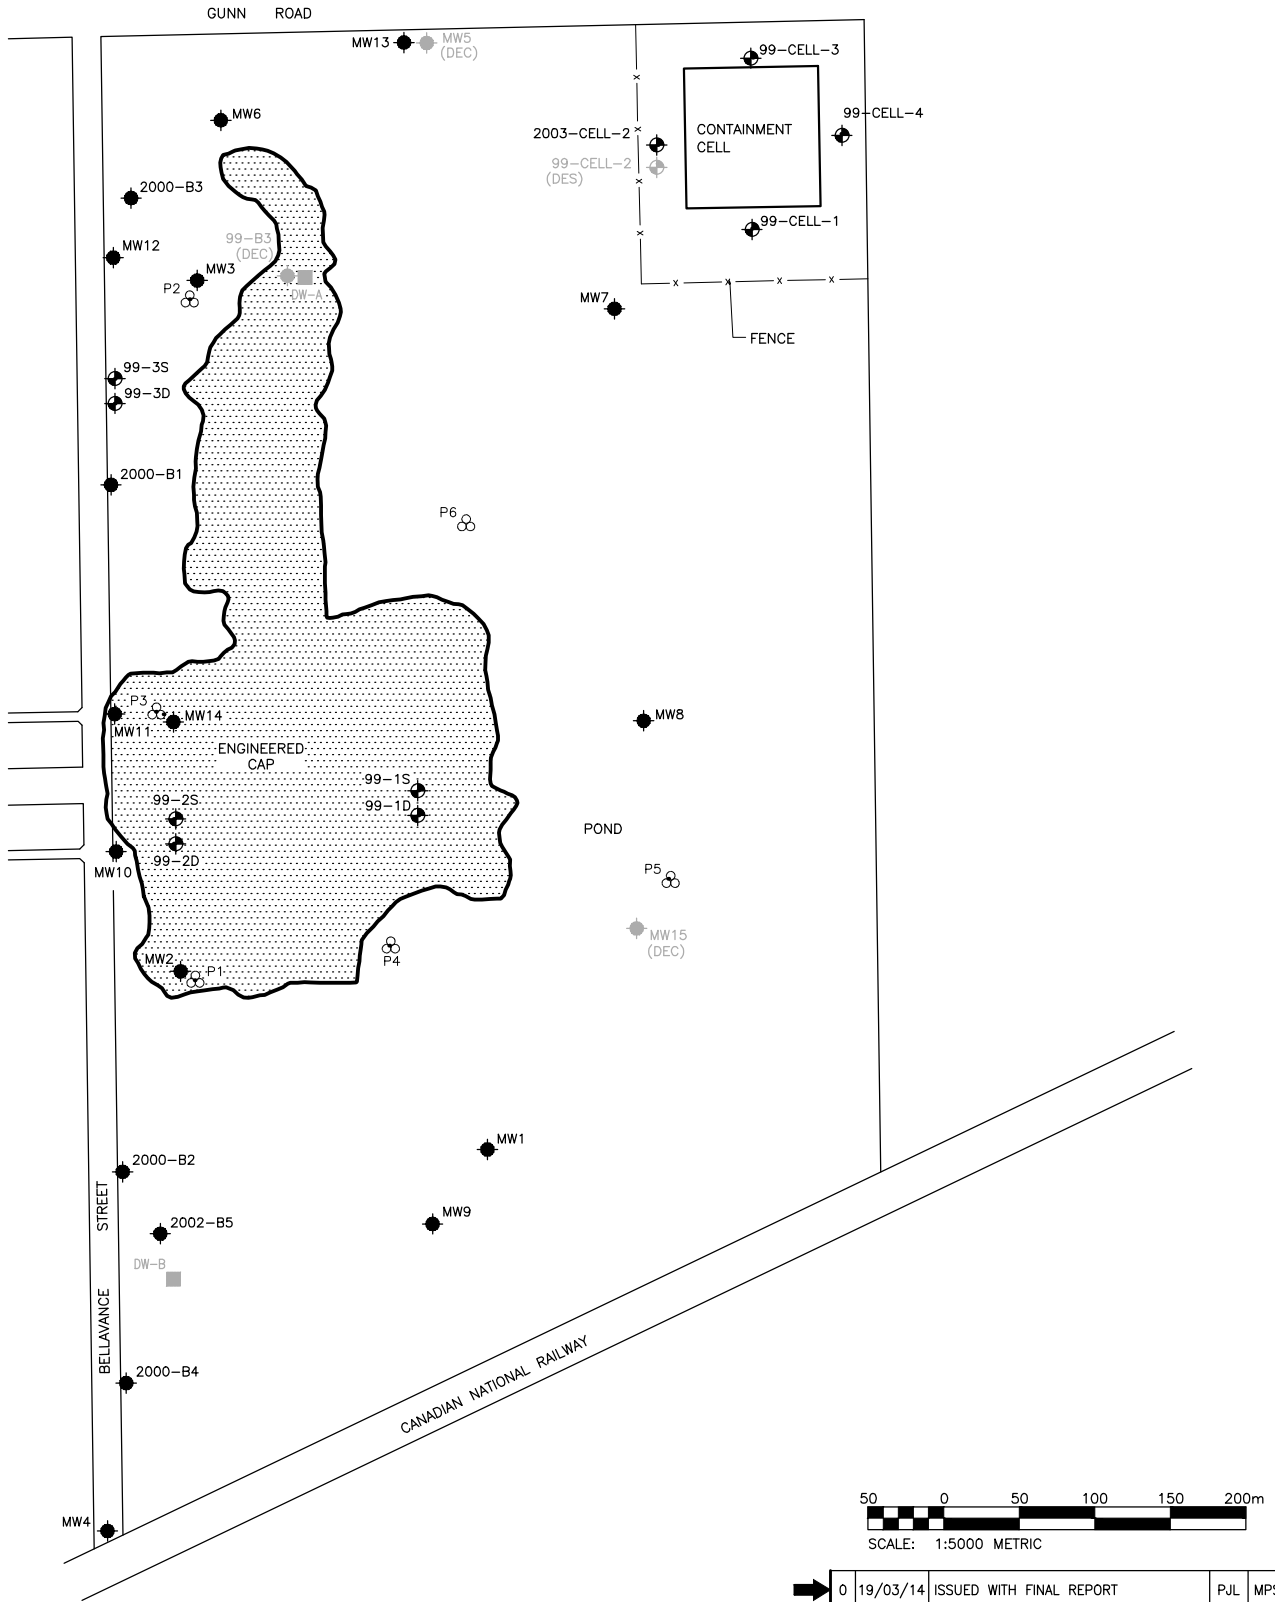 GUNN ROAD
MW13
MW5
(DEC)
99-CELL-3
MW6
99-CELL-4
2003-CELL-2
CONTAINMENT
CELL
99-CELL-2
(DES)
2000-B3
99-CELL-1
99-B3
(DEC)
MW12
MW3
P2
DW-A
MW7
FENCE
99-3S
99-3D
2000-B1
P6
P3
MW11
MW14
MW8
ENGINEERED
CAP
99-1S
99-1D
99-2S
99-2D
POND
MW10
P5
MW15
(DEC)
MW2
P1
P4
MW1
2000-B2
MW9
2002-B5
DW-B
BELLAVANCE STREET
2000-B4
CANADIAN NATIONAL RAILWAY
MW4
50 0 50 100 150 200m
SCALE: 1:5000 METRIC
0 19/03/14 ISSUED WITH FINAL REPORT PJL MPS
x
x
x
x
x
x
x
x